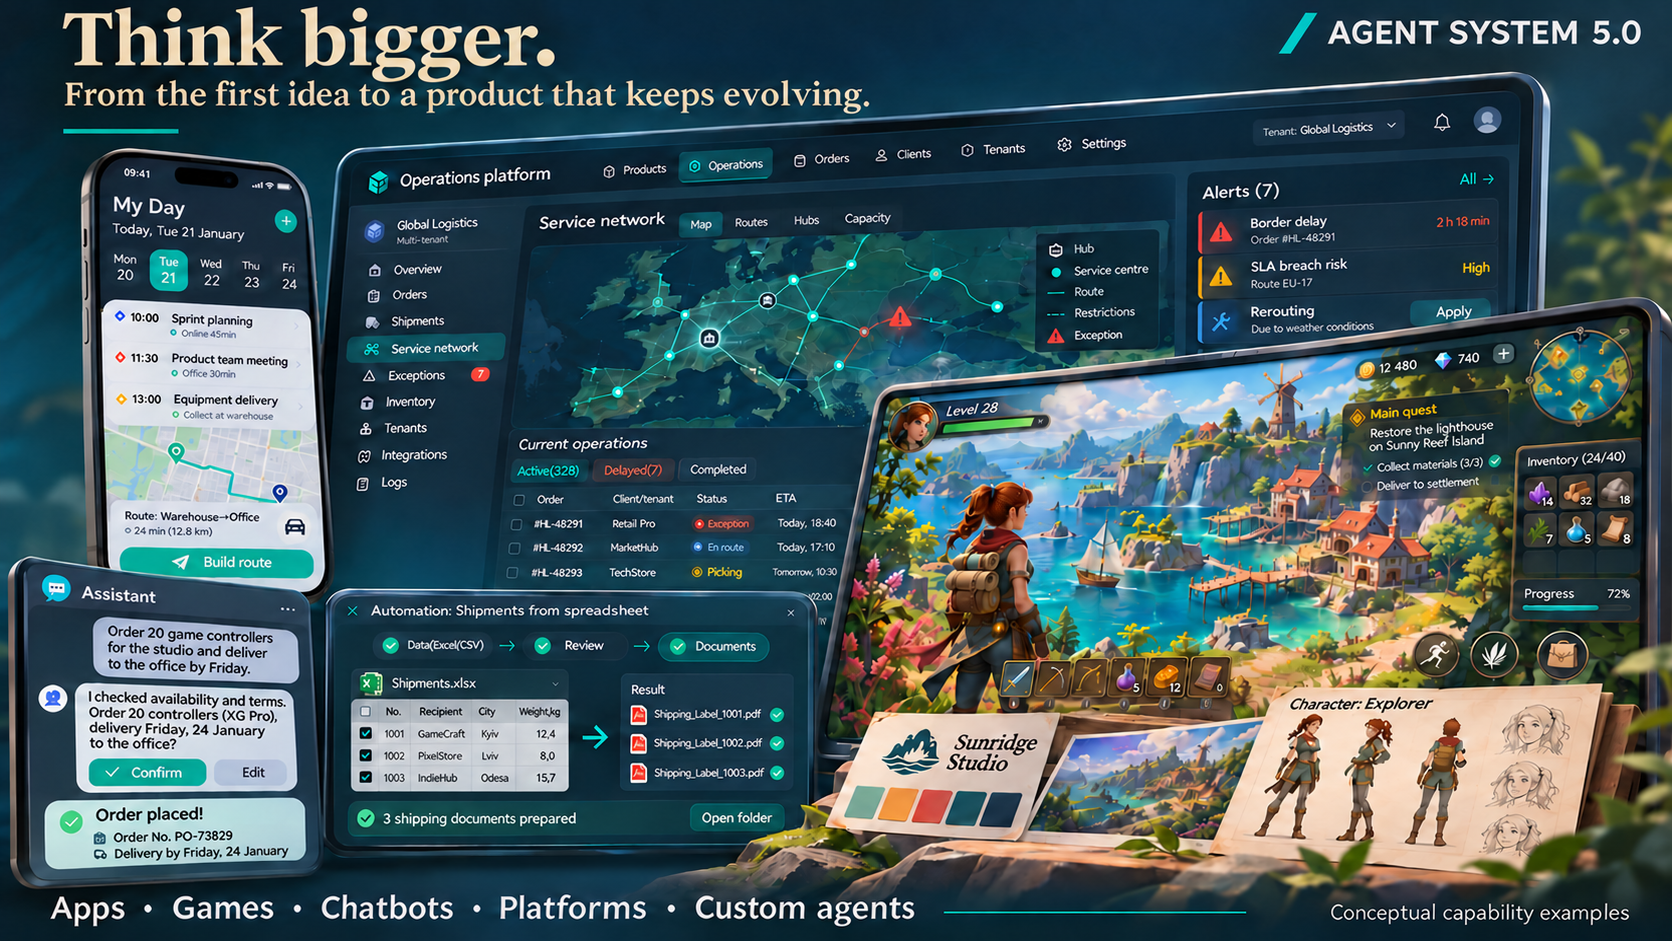 Think bigger.
From the first idea to a product that keeps evolving.
AGENT SYSTEM 5.0
09:41
My Day
Today, Tue 21 January
Mon Tue Wed Thu Fri
20 21 22 23 24
10:00 Sprint planning
Online 45min
11:30 Product team meeting
Office 30min
13:00 Equipment delivery
Collect at warehouse
Route: Warehouse→Office
24 min (12.8 km)
Build route
Operations platform
Products
Operations
Orders
Clients
Tenants
Settings
Tenant: Global Logistics
Global Logistics
Multi-tenant
Overview
Orders
Shipments
Service network
Exceptions 7
Inventory
Tenants
Integrations
Logs
Service network
Map
Routes
Hubs
Capacity
Hub
Service centre
Route
Restrictions
Exception
Alerts (7)
All →
Border delay 2 h 18 min
Order #HL-48291
SLA breach risk High
Route EU-17
Rerouting Apply
Due to weather conditions
Current operations
Active(328) Delayed(7) Completed
Order Client/tenant Status ETA
#HL-48291 Retail Pro Exception Today, 18:40
#HL-48292 MarketHub En route Today, 17:10
#HL-48293 TechStore Picking Tomorrow, 10:30
Level 28
12 480
740
Main quest
Restore the lighthouse
on Sunny Reef Island
Collect materials (3/3)
Deliver to settlement
Inventory (24/40)
14 32 18
7 5 8
Progress 72%
5 12 0
Assistant
Order 20 game controllers
for the studio and deliver
to the office by Friday.
I checked availability and terms.
Order 20 controllers (XG Pro),
delivery Friday, 24 January
to the office?
Confirm Edit
Order placed!
Order No. PO-73829
Delivery by Friday, 24 January
Automation: Shipments from spreadsheet
Data(Excel(CSV) → Review → Documents
Shipments.xlsx
No. Recipient City Weight,kg
1001 GameCraft Kyiv 12,4
1002 PixelStore Lviv 8,0
1003 IndieHub Odesa 15,7
Result
Shipping_Label_1001.pdf
Shipping_Label_1002.pdf
Shipping_Label_1003.pdf
3 shipping documents prepared
Open folder
Sunridge
Studio
Character: Explorer
Apps • Games • Chatbots • Platforms • Custom agents
Conceptual capability examples